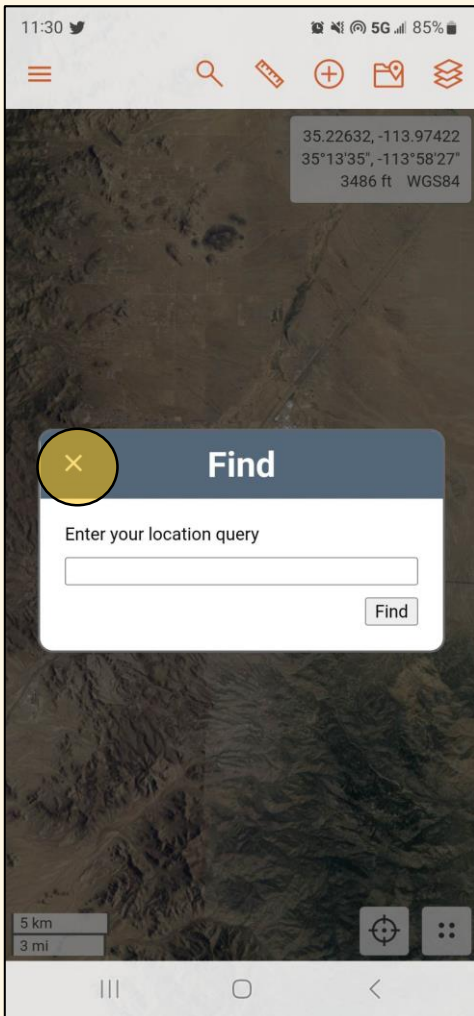 11:30 5G 85%
35.22632, -113.97422
35°13'35", -113°58'27"
3486 ft WGS84
× Find
Enter your location query
Find
5 km
3 mi